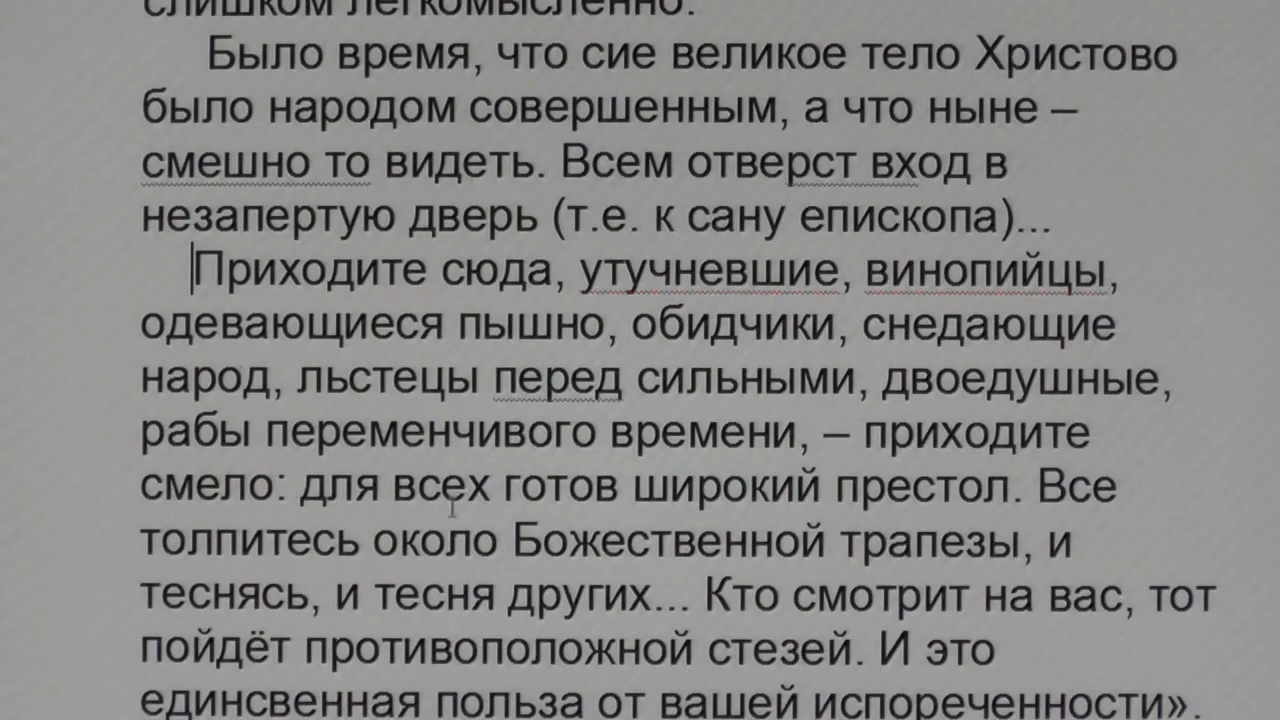 слишком легкомысленно.
Было время, что сие великое тело Христово
было народом совершенным, а что ныне –
смешно то видеть. Всем отверст вход в
незапертую дверь (т.е. к сану епископа)...
Приходите сюда, утучневшие, винопийцы,
одевающиеся пышно, обидчики, снедающие
народ, льстецы перед сильными, двоедушные,
рабы переменчивого времени, – приходите
смело: для всех готов широкий престол. Все
толпитесь около Божественной трапезы, и
теснясь, и тесня других... Кто смотрит на вас, тот
пойдёт противоположной стезей. И это
единсвенная польза от вашей испореченности».